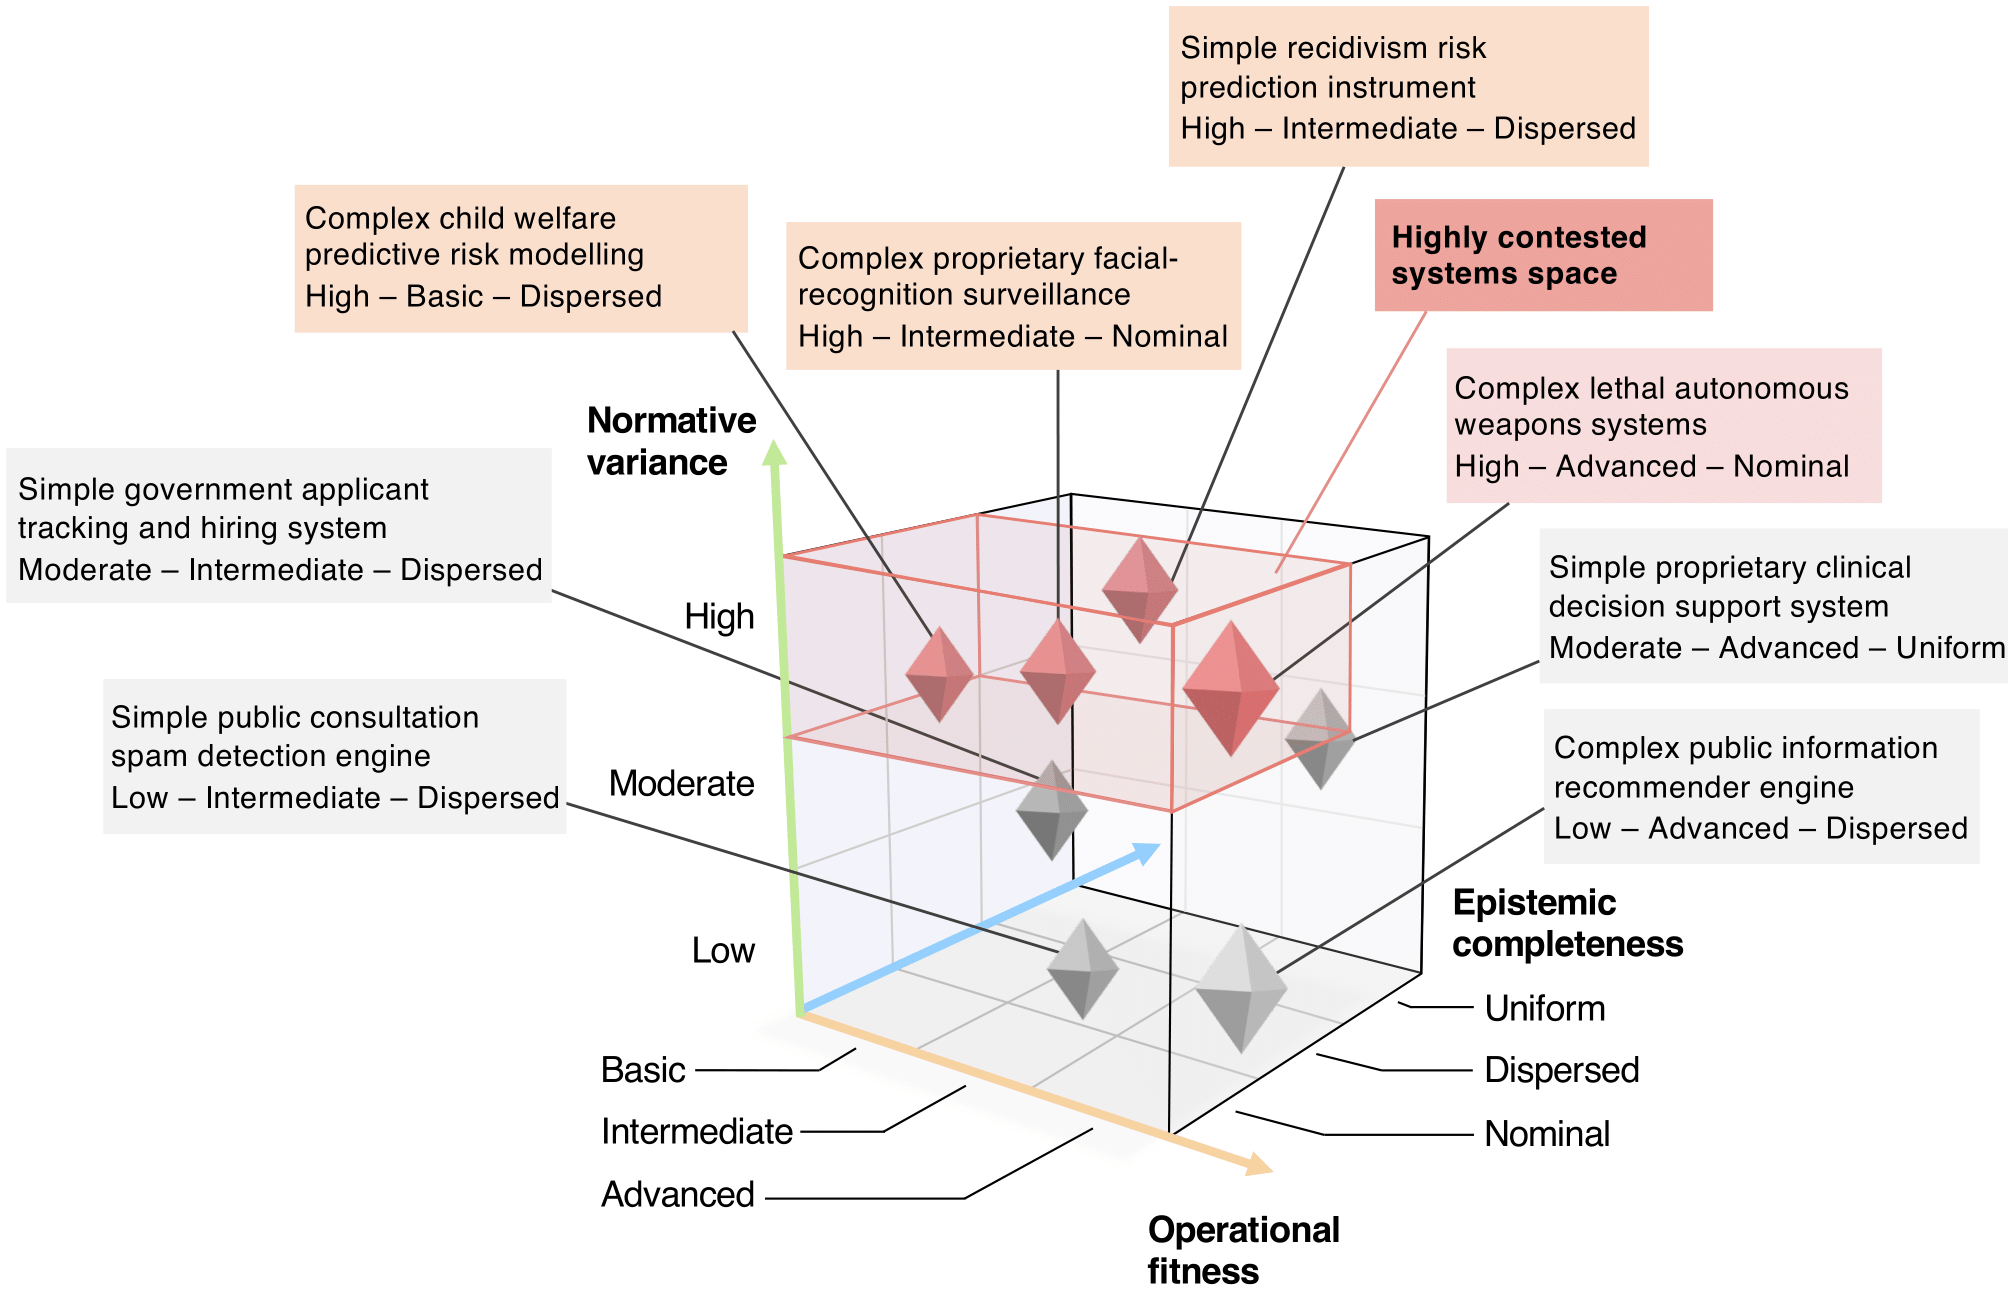 Simple recidivism risk
prediction instrument
High – Intermediate – Dispersed
Complex child welfare
predictive risk modelling
High – Basic – Dispersed
Complex proprietary facial-
recognition surveillance
High – Intermediate – Nominal
Highly contested
systems space
Complex lethal autonomous
weapons systems
High – Advanced – Nominal
Normative
variance
Simple government applicant
tracking and hiring system
Moderate – Intermediate – Dispersed
Simple proprietary clinical
decision support system
Moderate – Advanced – Uniform
High
Simple public consultation
spam detection engine
Low – Intermediate – Dispersed
Moderate
Complex public information
recommender engine
Low – Advanced – Dispersed
Low
Epistemic
completeness
Uniform
Dispersed
Nominal
Basic
Intermediate
Advanced
Operational
fitness